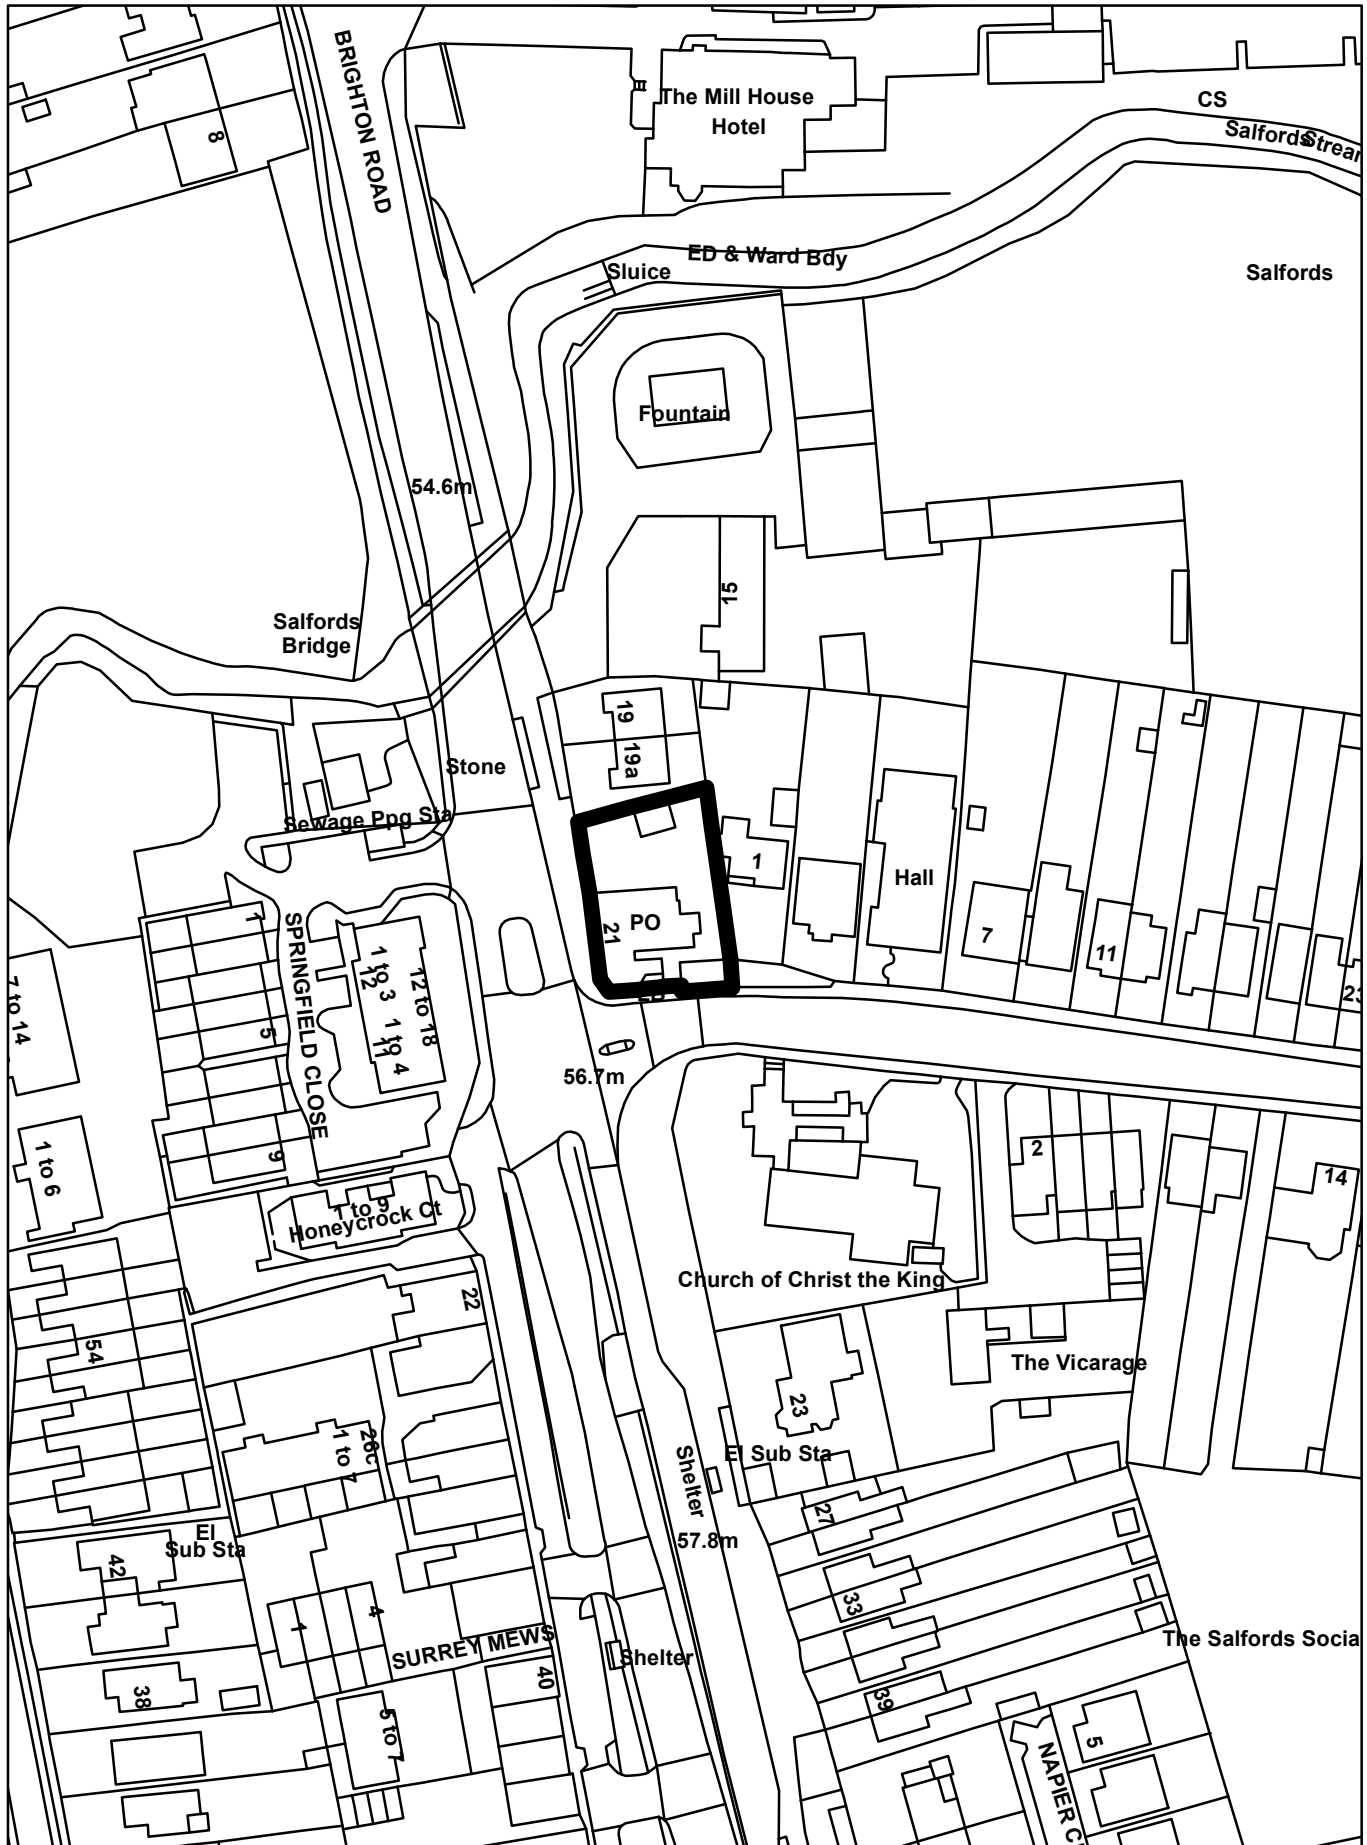 BRIGHTON ROAD
8
The Mill House
Hotel
CS
Salfords
ED & Ward Bdy
Sluice
Salfords
Fountain
54.6m
15
Salfords
Bridge
19
19a
Stone
Sewage Ppg Sta
1
Hall
PO
21
7
11
1
SPRINGFIELD CLOSE
1 to 3
12
12 to 18
1 to 4
11
5
9
7 to 14
1 to 6
56.7m
1 to 9
Honeycrock Ct
2
14
Church of Christ the King
The Vicarage
22
54
23
El Sub Sta
Shelter
1 to 7
26c
27
57.8m
El
Sub Sta
42
33
1
4
SURREY MEWS
Shelter
The Salfords Socia
38
40
39
5 to 7
5
NAPIER C